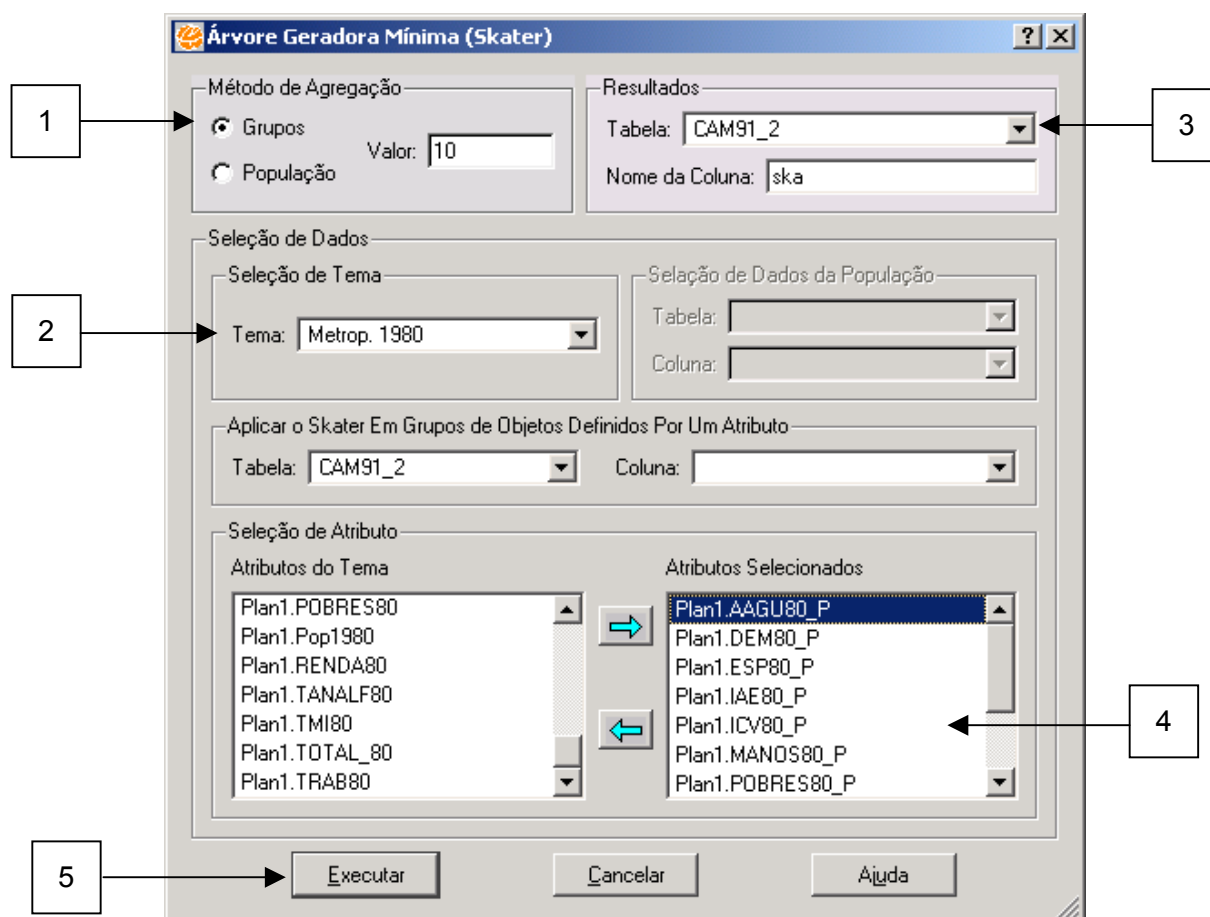 Árvore Geradora Mínima (Skater)
?
1
Método de Agregação
Grupos
População
Valor: 10
Resultados
Tabela: CAM91_2
Nome da Coluna: ska
3
Seleção de Dados
2
Seleção de Tema
Tema: Metrop. 1980
Selação de Dados da População
Tabela:
Coluna:
Aplicar o Skater Em Grupos de Objetos Definidos Por Um Atributo
Tabela: CAM91_2 Coluna:
Seleção de Atributo
Atributos do Tema
Plan1.POBRES80
Plan1.Pop1980
Plan1.RENDA80
Plan1.TANALF80
Plan1.TMI80
Plan1.TOTAL_80
Plan1.TRAB80
Atributos Selecionados
Plan1.AAGU80_P
Plan1.DEM80_P
Plan1.ESP80_P
Plan1.IAE80_P
Plan1.ICV80_P
Plan1.MANOS80_P
Plan1.POBRES80_P
4
5
Executar Cancelar Ajuda